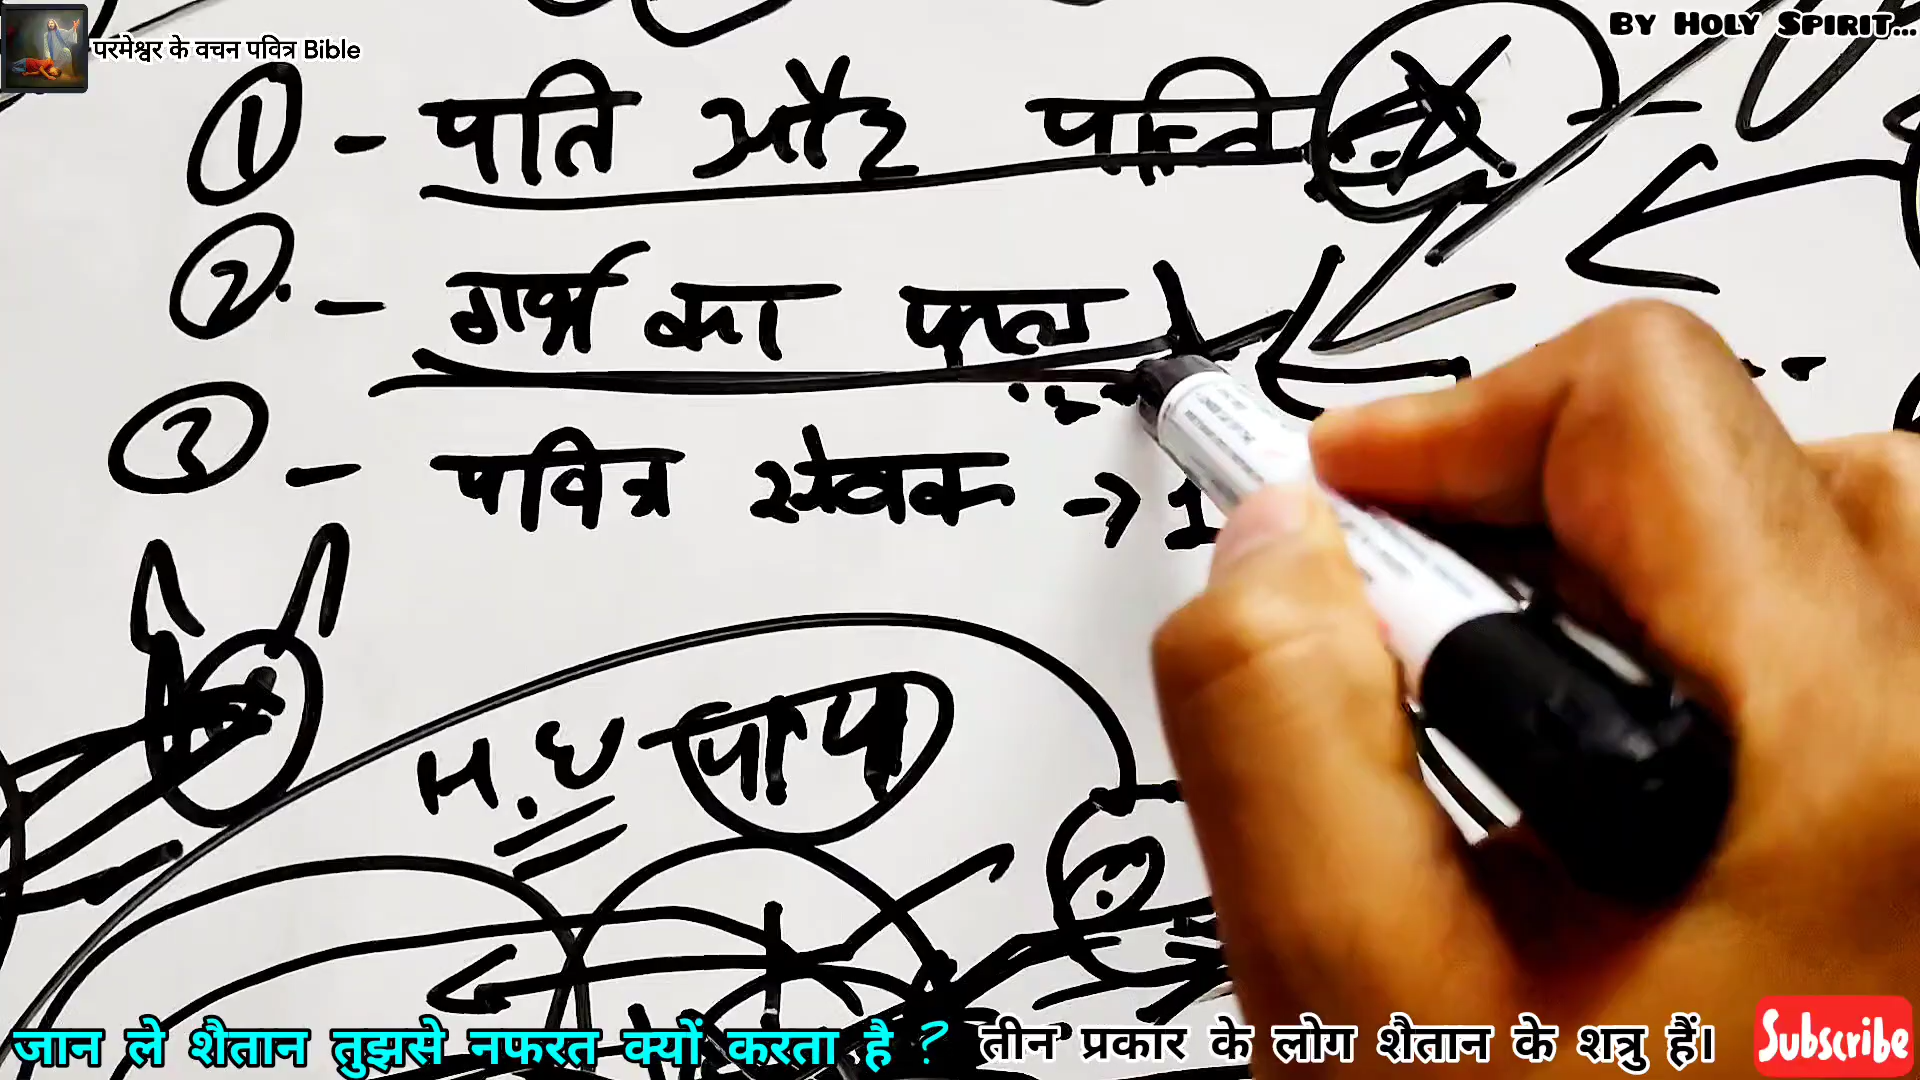 By Holy Spirit...
परमेश्वर के वचन पवित्र Bible
① - पति और पत्नि
② - गर्भ का फल
③ - पवित्र सेवक → 1
पाप
जान ले शैतान तुझसे नफरत क्यों करता है ? तीन प्रकार के लोग शैतान के शत्रु हैं।
Subscribe